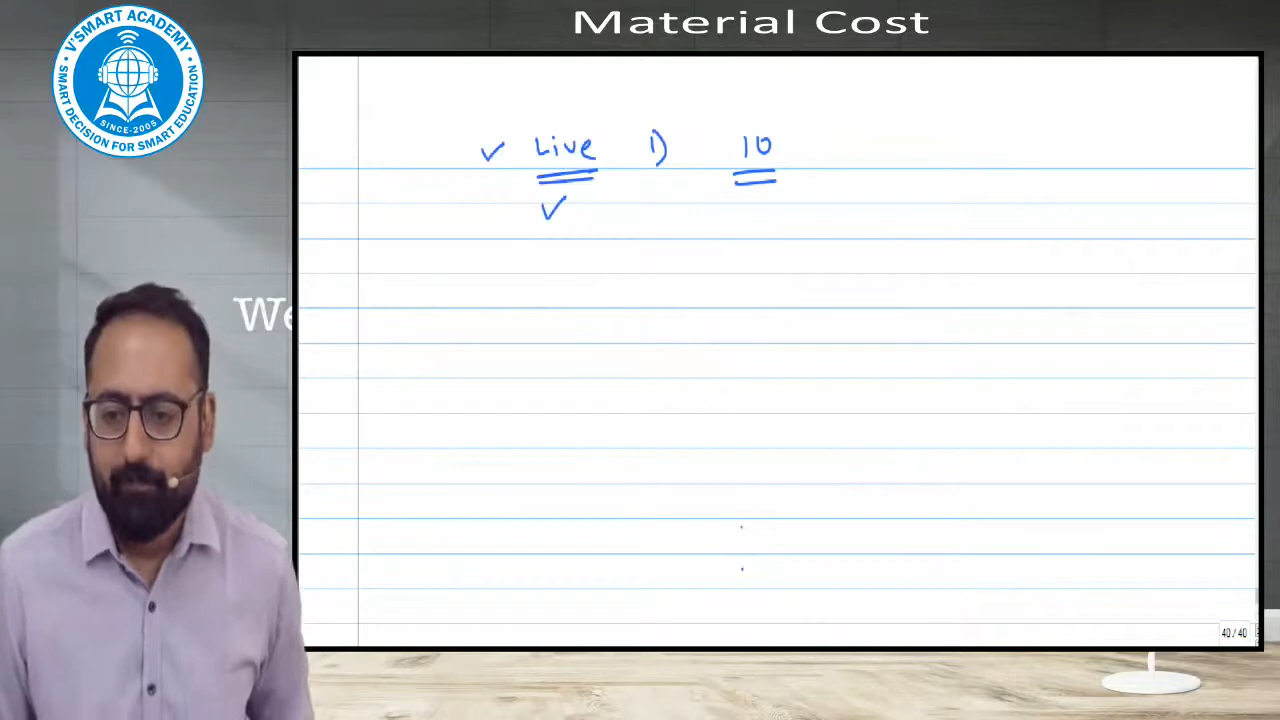 Material Cost
V'SMART ACADEMY
SMART DECISION FOR SMART EDUCATION
SINCE-2005
✓ Live 1) 10
✓
We
40/40